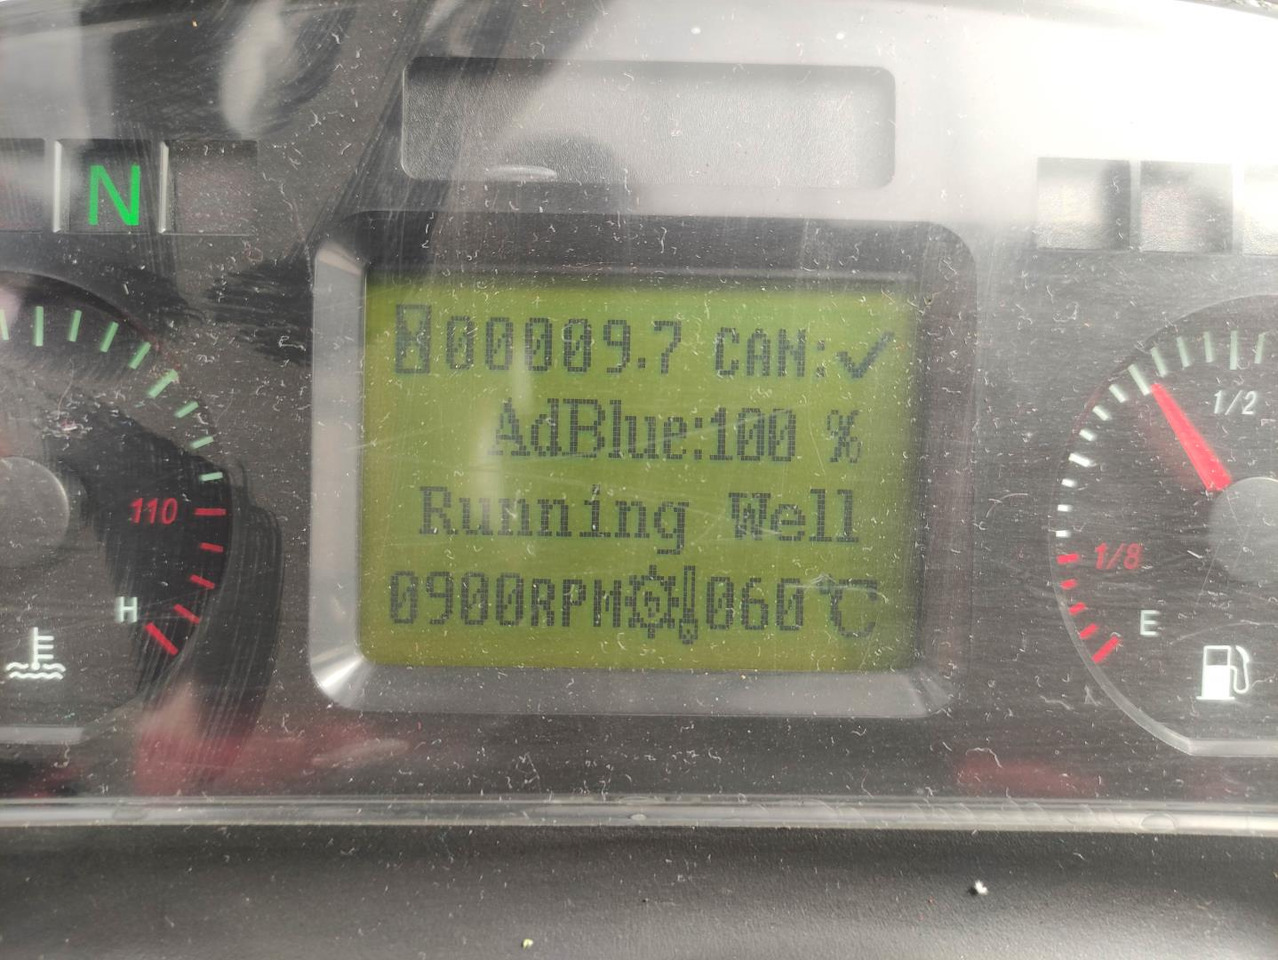 N
00009.7 CAN:✓
AdBlue:100 %
Running Well
0900RPM 060℃
110
H
1/2
1/8
E